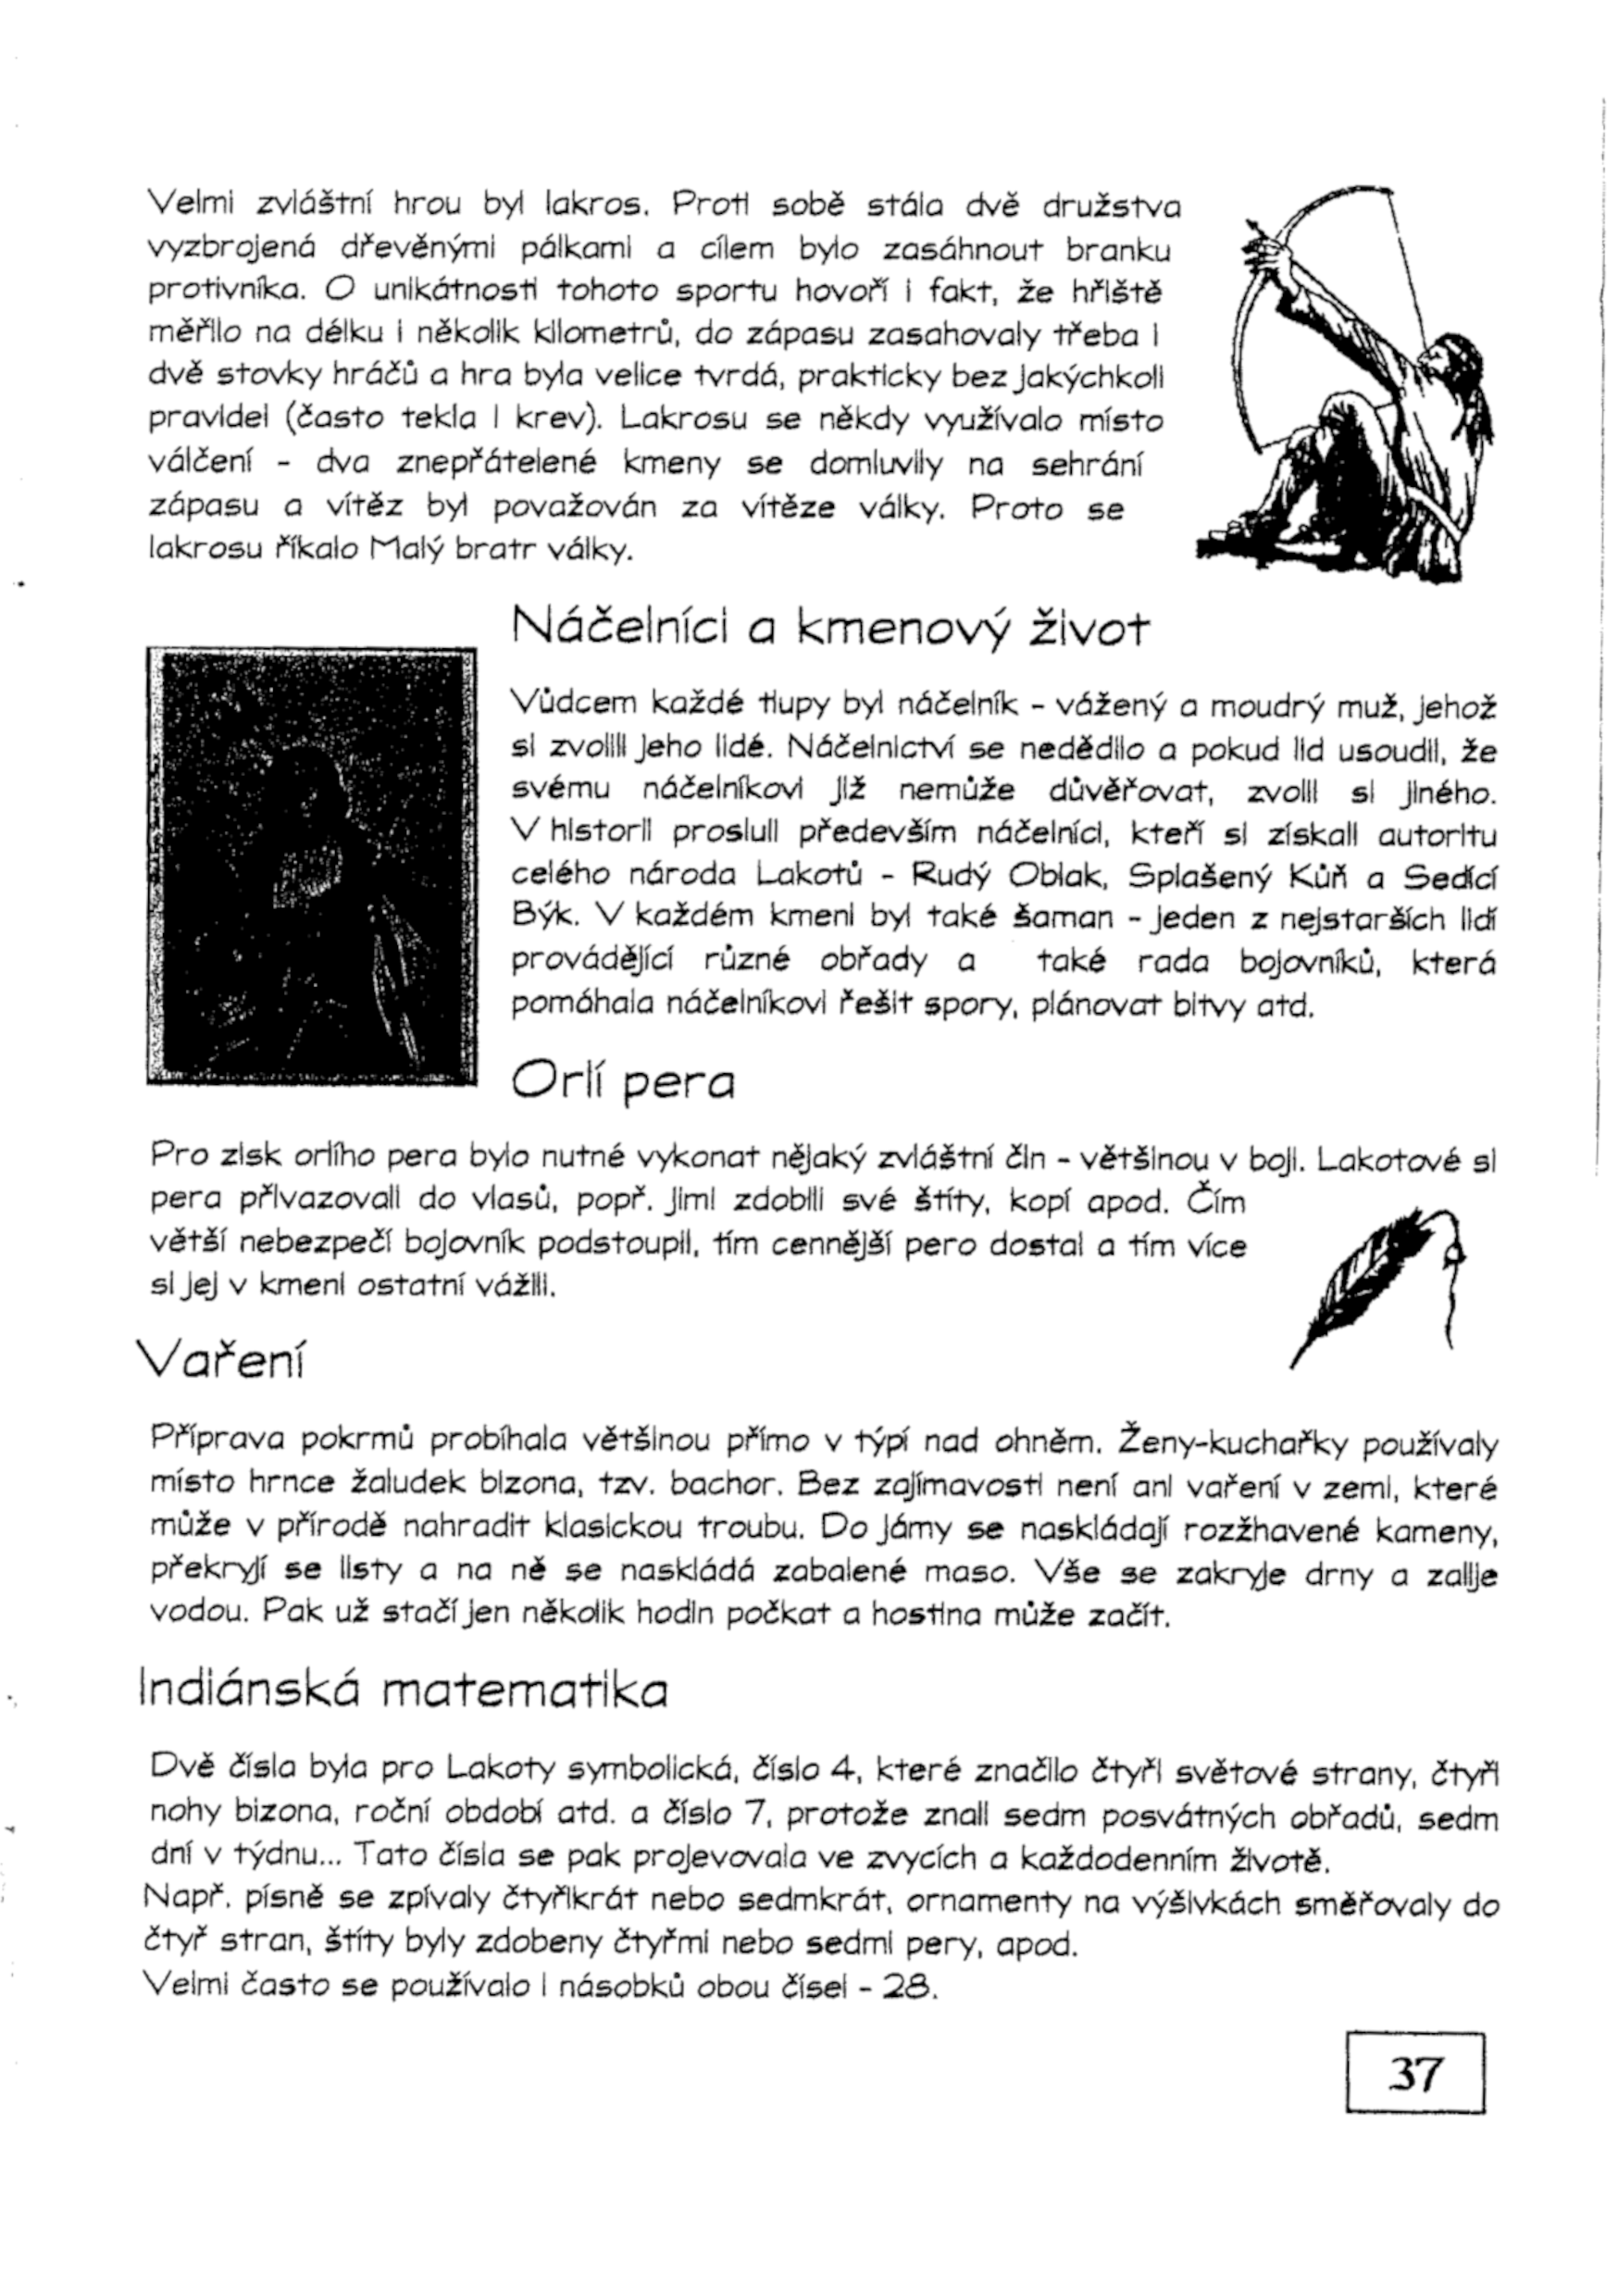 Velmi zvláštní hrou byl lakros. Proti sobě stála dvě družstva
vyzbrojená dřevěnými pálkami a cílem bylo zasáhnout branku
protivníka. O unikátnosti tohoto sportu hovoří i fakt, že hřiště
měřilo na délku i několik kilometrů, do zápasu zasahovaly třeba i
dvě stovky hráčů a hra byla velice tvrdá, prakticky bez jakýchkoli
pravidel (často tekla i krev). Lakrosu se někdy využívalo místo
válčení - dva znepřátelené kmeny se domluvily na sehrání
zápasu a vítěz byl považován za vítěze války. Proto se
lakrosu říkalo Malý bratr války.
Náčelníci a kmenový život
Vůdcem každé tlupy byl náčelník - vážený a moudrý muž, jehož
si zvolili jeho lidé. Náčelnictví se nedědilo a pokud lid usoudil, že
svému náčelníkovi již nemůže důvěřovat, zvolil si jiného.
V historii prosluli především náčelníci, kteří si získali autoritu
celého národa Lakotů - Rudý Oblak, Splašený Kůň a Sedící
Býk. V každém kmeni byl také šaman - jeden z nejstarších lidí
provádějící různé obřady a také rada bojovníků, která
pomáhala náčelníkovi řešit spory, plánovat bitvy atd.
Orlí pera
Pro zisk orlího pera bylo nutné vykonat nějaký zvláštní čin - většinou v boji. Lakotové si
pera přivazovali do vlasů, popř. jimi zdobili své štíty, kopí apod. Čím
větší nebezpečí bojovník podstoupil, tím cennější pero dostal a tím více
si jej v kmeni ostatní vážili.
Vaření
Příprava pokrmů probíhala většinou přímo v týpí nad ohněm. Ženy-kuchařky používaly
místo hrnce žaludek bizona, tzv. bachor. Bez zajímavosti není ani vaření v zemi, které
může v přírodě nahradit klasickou troubu. Do jámy se naskládají rozžhavené kameny,
překryjí se listy a na ně se naskládá zabalené maso. Vše se zakryje drny a zalije
vodou. Pak už stačí jen několik hodin počkat a hostina může začít.
Indiánská matematika
Dvě čísla byla pro Lakoty symbolická, číslo 4, které značilo čtyři světové strany, čtyři
nohy bizona, roční období atd. a číslo 7, protože znali sedm posvátných obřadů, sedm
dní v týdnu... Tato čísla se pak projevovala ve zvycích a každodenním životě.
Např. písně se zpívaly čtyřikrát nebo sedmkrát, ornamenty na výšivkách směřovaly do
čtyř stran, štíty byly zdobeny čtyřmi nebo sedmi pery, apod.
Velmi často se používalo i násobků obou čísel - 28.
37